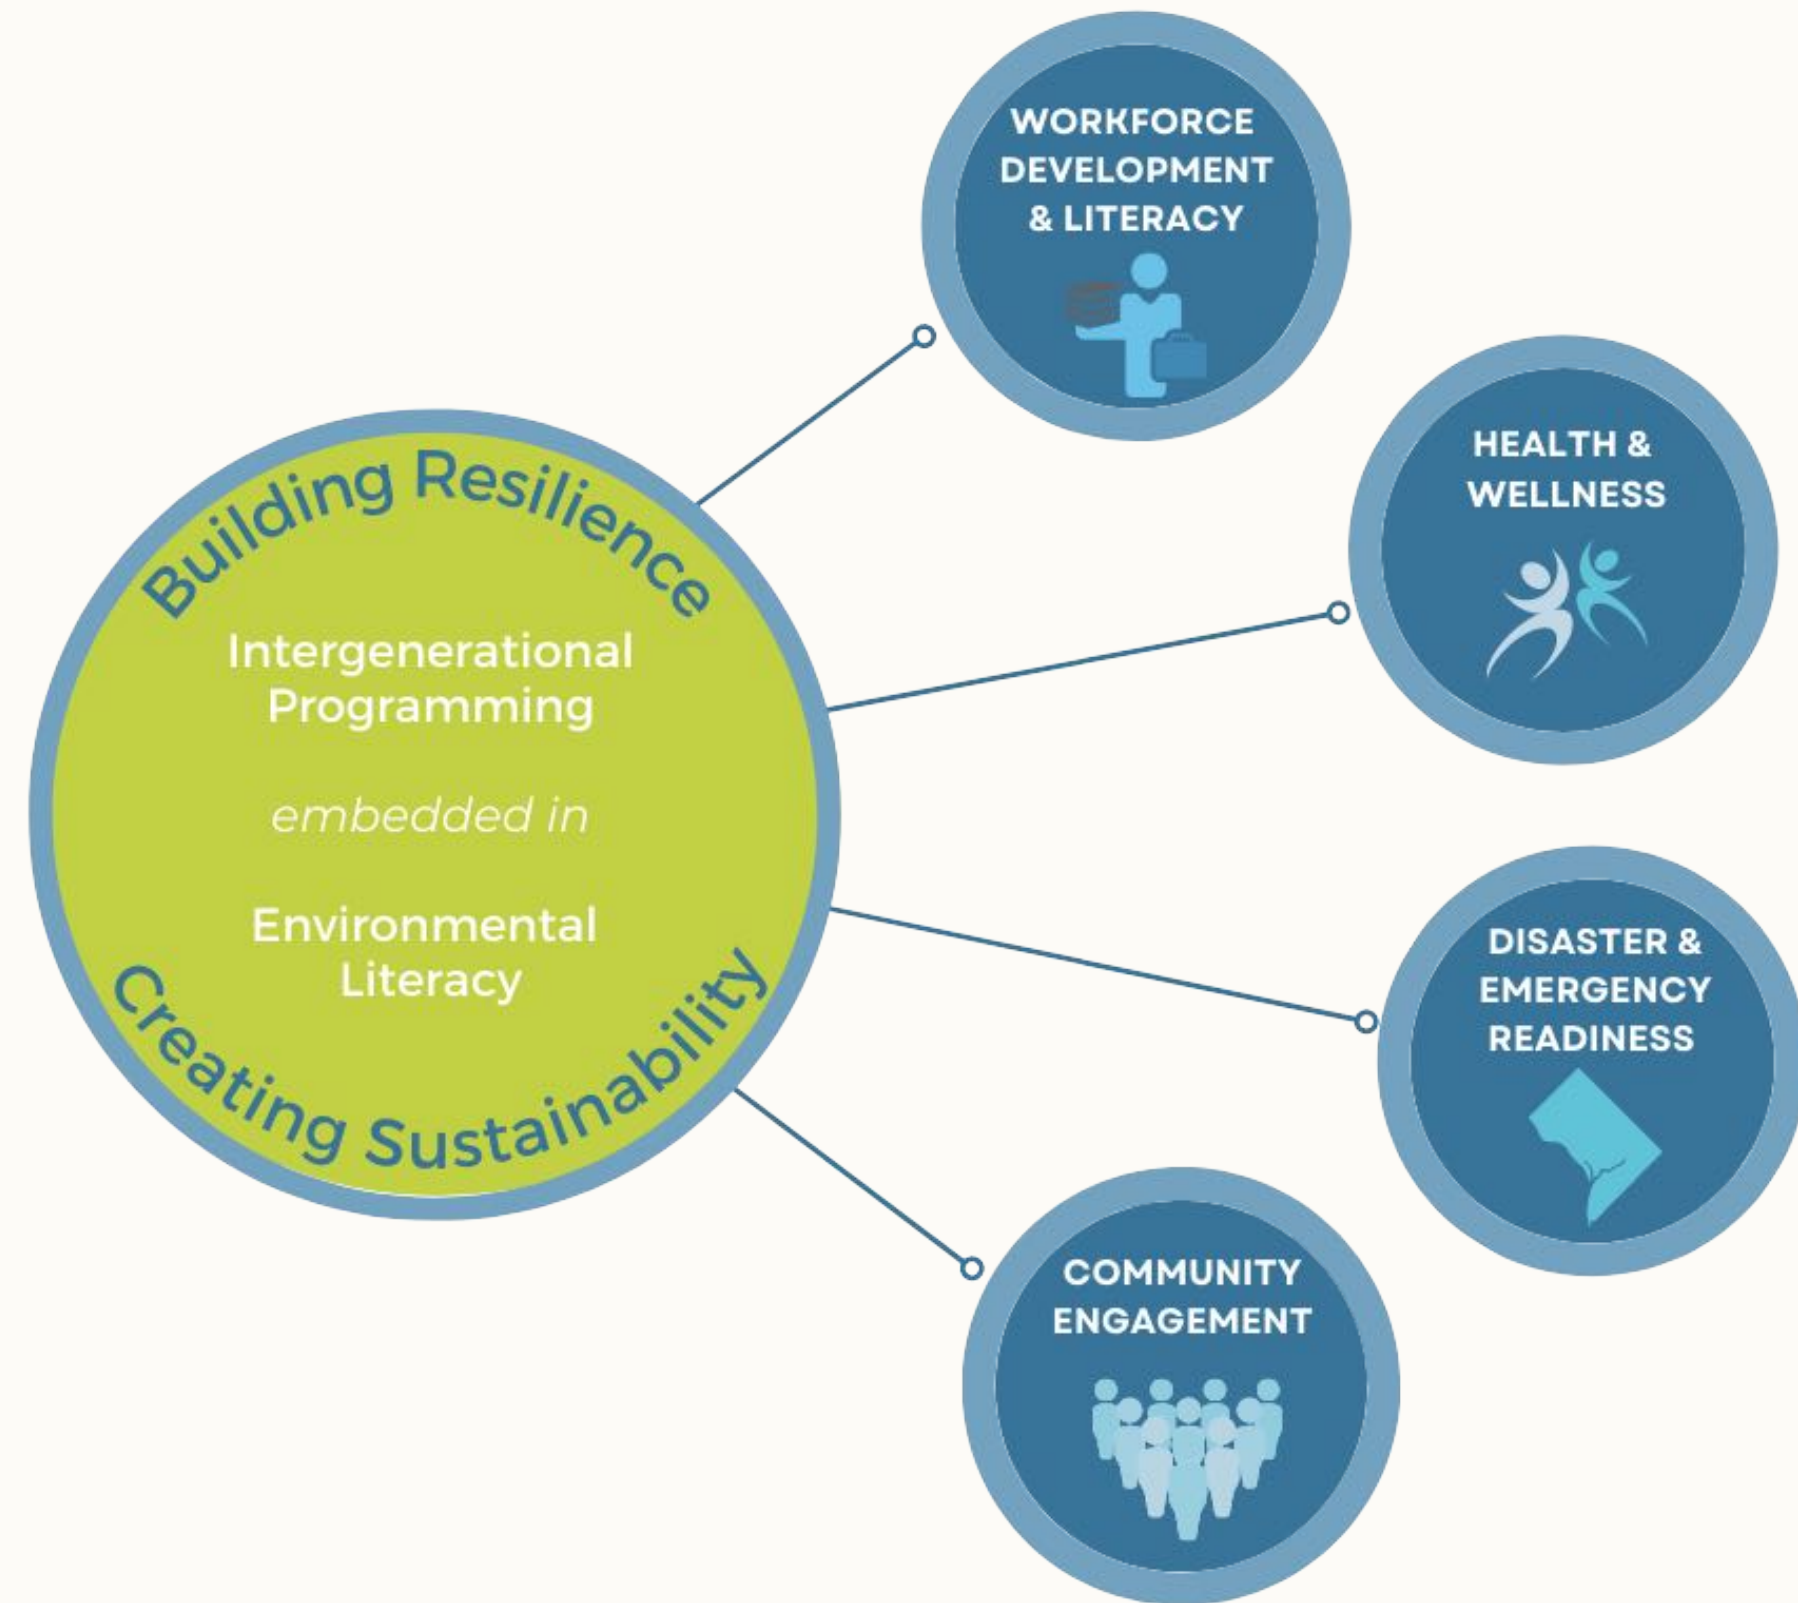 Building Resilience
Intergenerational
Programming
embedded in
Environmental
Literacy
Creating Sustainability
WORKFORCE
DEVELOPMENT
& LITERACY
HEALTH &
WELLNESS
DISASTER &
EMERGENCY
READINESS
COMMUNITY
ENGAGEMENT